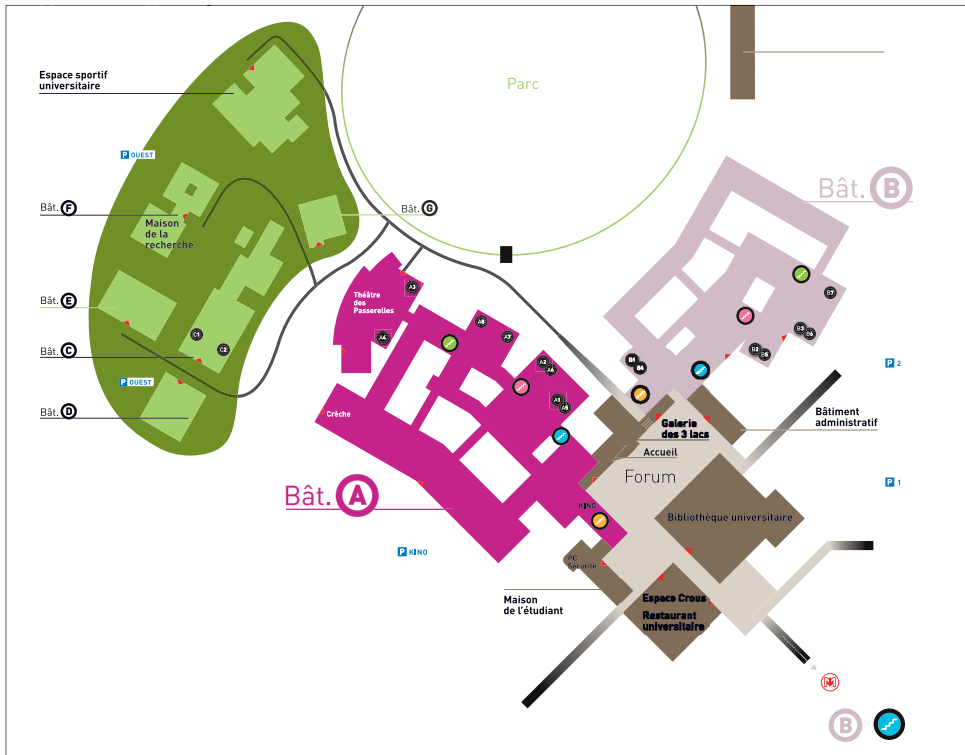 Parc
Espace sportif
universitaire
P OUEST
Bât. B
Bât. F
Bât. G
Maison
de la
recherche
A3
B7
Théâtre
des
Passerelles
Bât. E
A8
A7
A4
B3
B6
C1
Bât. C
C2
B2
B5
B1
B4
A2
A6
P 2
P OUEST
Bât. D
A1
A5
Crèche
Galerie
des 3 lacs
Bâtiment
administratif
Accueil
Forum
P 1
Bât. A
KINO
Bibliothèque universitaire
P KINO
PC
Sécurité
Maison
de l'étudiant
Espace Crous
Restaurant
universitaire
M
B